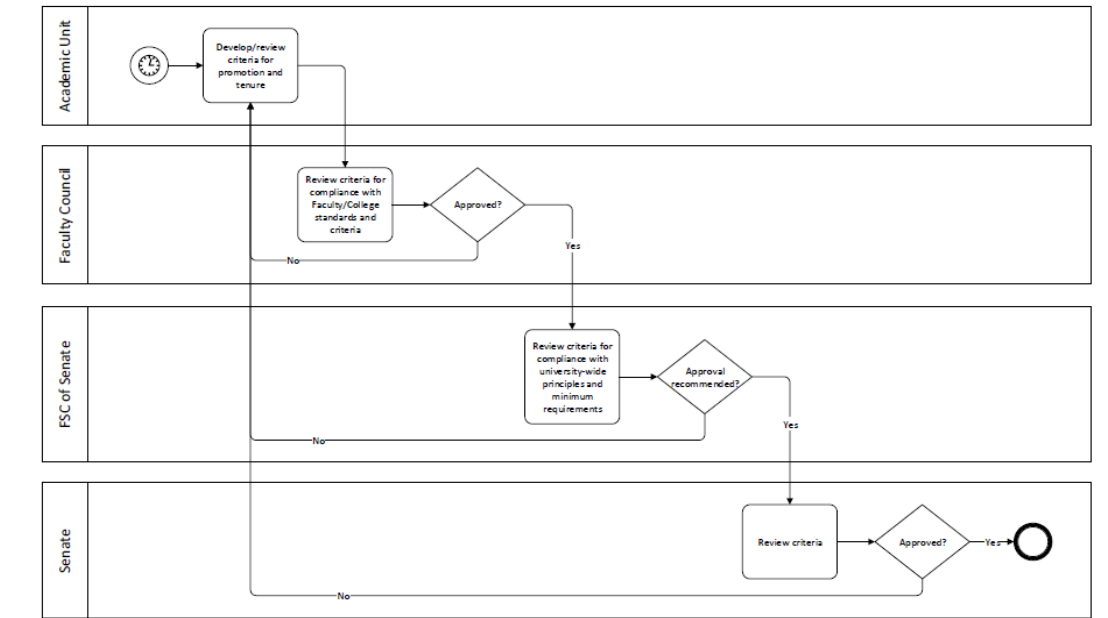 Academic Unit
Develop/review
criteria for
promotion and
tenure
Faculty Council
Review criteria for
compliance with
Faculty/College
standards and
criteria
Approved?
Yes
No
FSC of Senate
Review criteria for
compliance with
university-wide
principles and
minimum
requirements
Approval
recommended?
Yes
No
Senate
Review criteria
Approved?
Yes
No